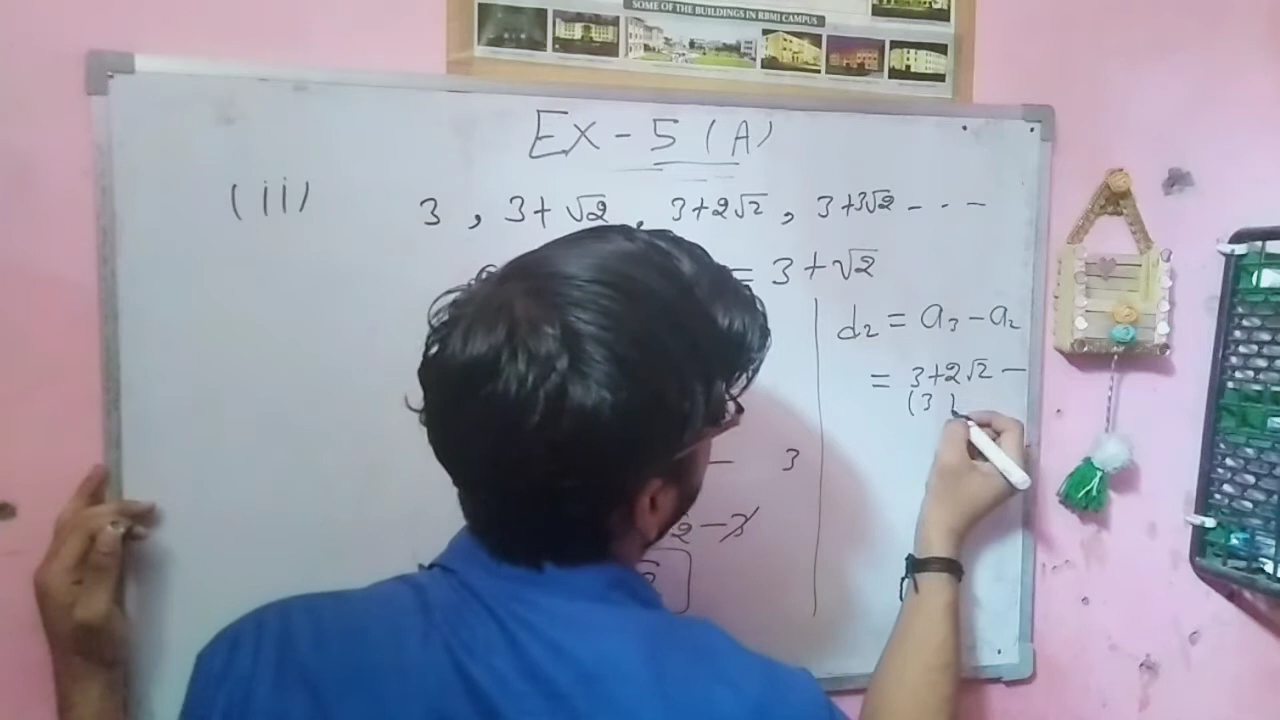 SOME OF THE BUILDINGS IN RBMI CAMPUS
EX - 5 (A)
(ii) 3 , 3+√2 , 3+2√2 , 3+3√2 - - -
= 3 + √2
- 3
2 - 3
d2 = a3 - a2
= 3+2√2 -
(3